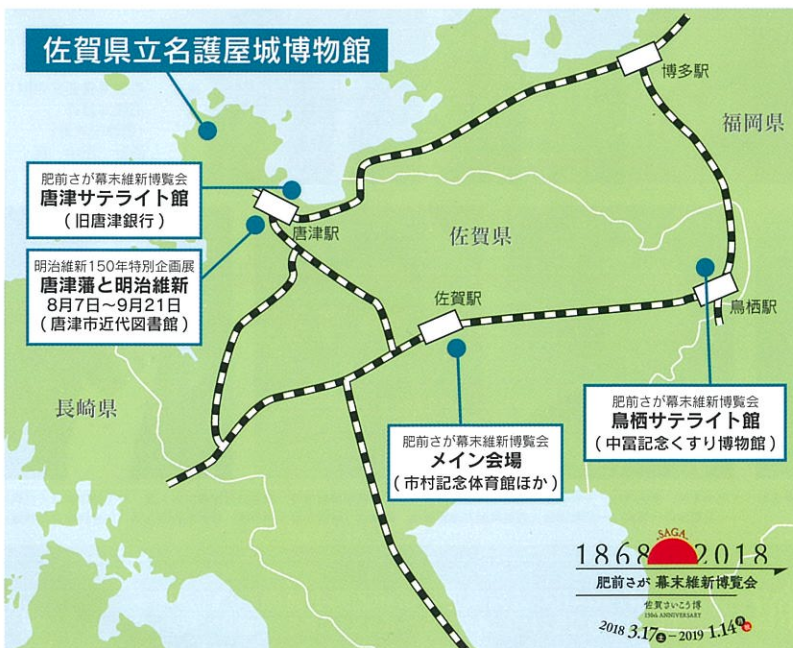 佐賀県立名護屋城博物館
博多駅
福岡県
肥前さが幕末維新博覧会
唐津サテライト館
(旧唐津銀行)
唐津駅
佐賀県
明治維新150年特別企画展
唐津藩と明治維新
8月7日〜9月21日
(唐津市近代図書館)
佐賀駅
鳥栖駅
長崎県
肥前さが幕末維新博覧会
鳥栖サテライト館
(中冨記念くすり博物館)
肥前さが幕末維新博覧会
メイン会場
(市村記念体育館ほか)
SAGA
1868 2018
肥前さが 幕末維新博覧会
佐賀さいこう博
150th ANNIVERSARY
2018 3.17土–2019 1.14月祝